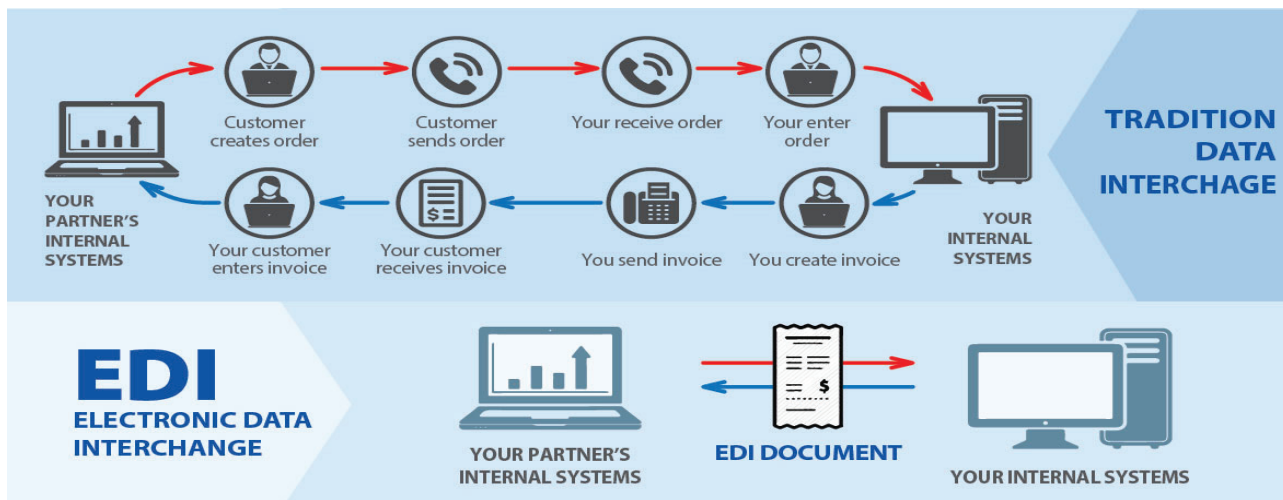 Customer
creates order
Customer
sends order
Your receive order
Your enter
order
TRADITION
DATA
INTERCHAGE
YOUR
PARTNER'S
INTERNAL
SYSTEMS
Your customer
enters invoice
Your customer
receives invoice
$
You send invoice
You create invoice
YOUR
INTERNAL
SYSTEMS
EDI
ELECTRONIC DATA
INTERCHANGE
YOUR PARTNER'S
INTERNAL SYSTEMS
$
EDI DOCUMENT
YOUR INTERNAL SYSTEMS